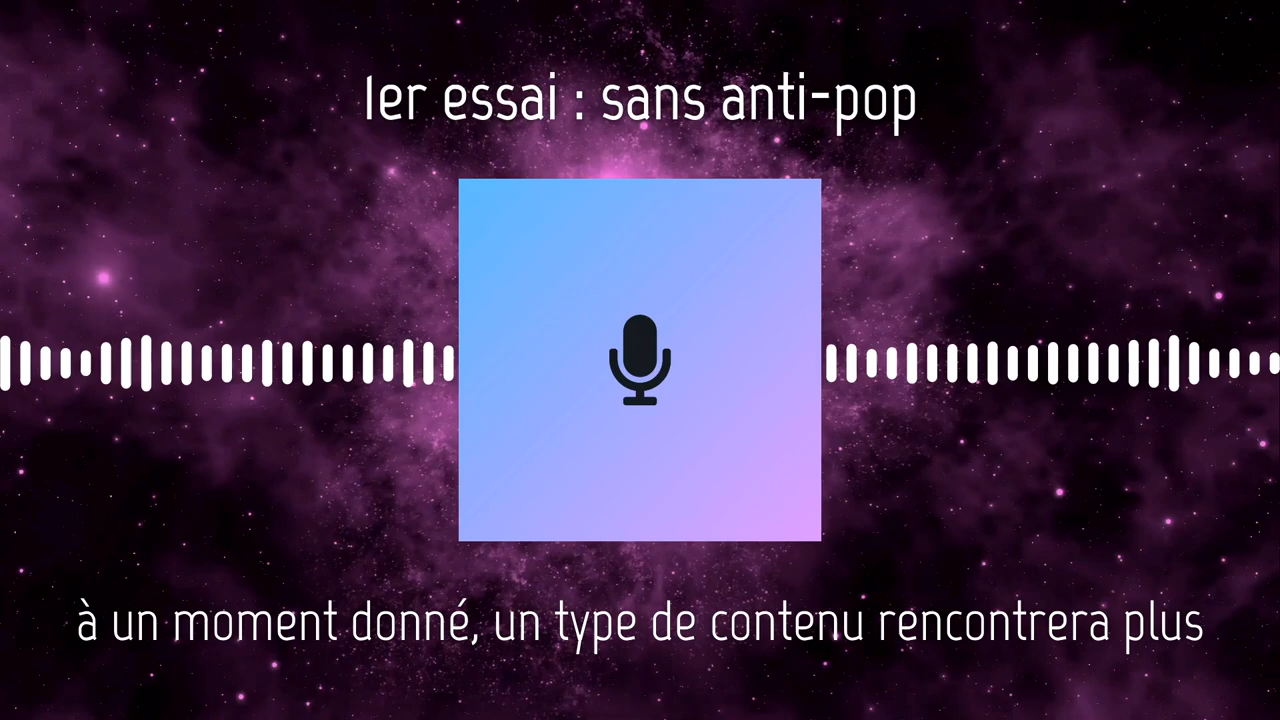 1er essai : sans anti-pop
à un moment donné, un type de contenu rencontrera plus